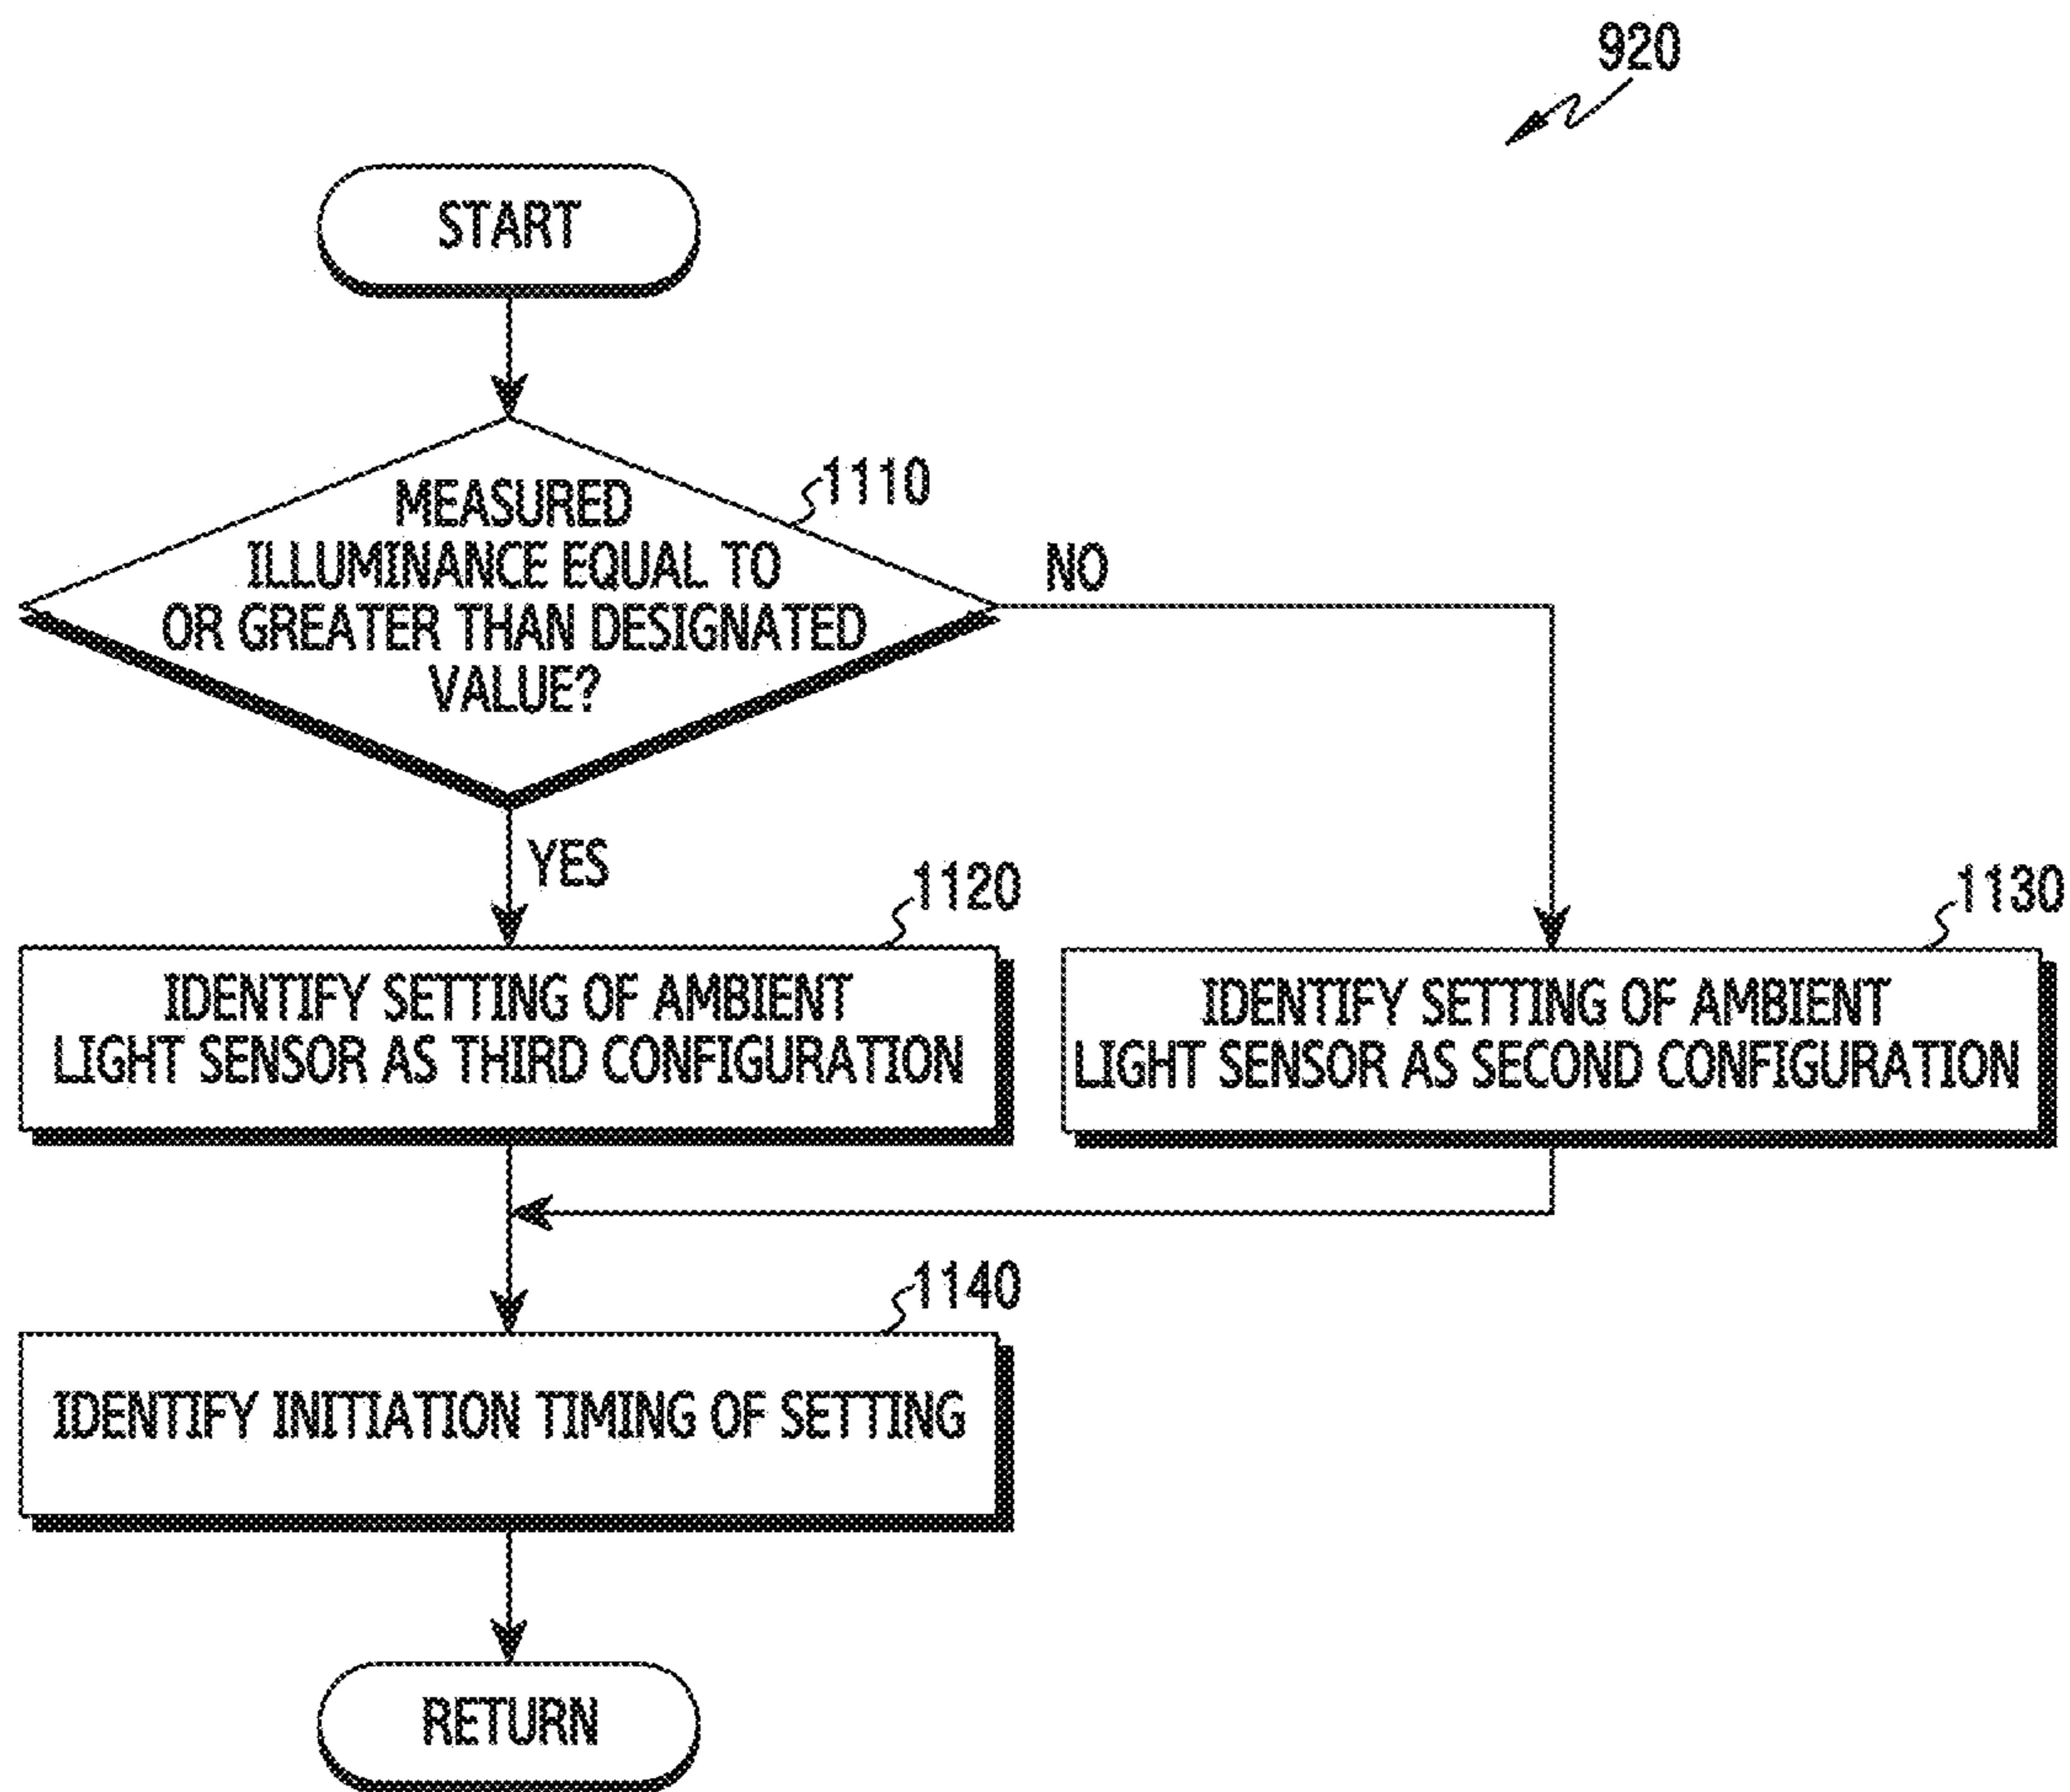 920
START
1110
MEASURED
ILLUMINANCE EQUAL TO
OR GREATER THAN DESIGNATED
VALUE?
NO
YES
1120
IDENTIFY SETTING OF AMBIENT
LIGHT SENSOR AS THIRD CONFIGURATION
1130
IDENTIFY SETTING OF AMBIENT
LIGHT SENSOR AS SECOND CONFIGURATION
1140
IDENTIFY INITIATION TIMING OF SETTING
RETURN